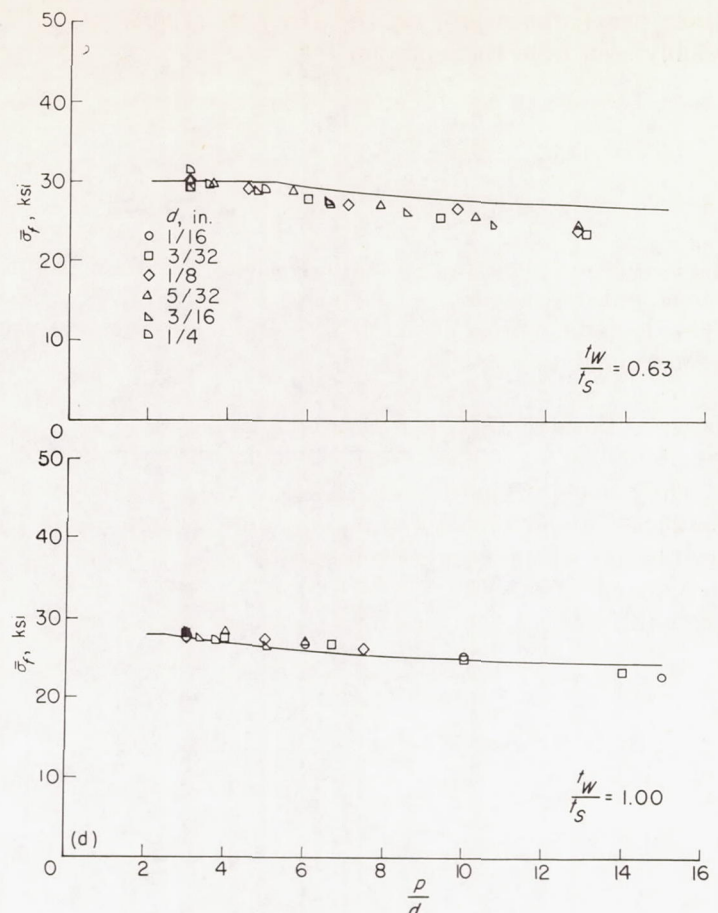 50
40
30
20
10
0
σ̄f, ksi
d, in.
○ 1/16
□ 3/32
◇ 1/8
△ 5/32
◺ 3/16
D 1/4
tW/tS = 0.63
50
40
30
20
10
0
σ̄f, ksi
tW/tS = 1.00
(d)
2 4 6 8 10 12 14 16
p/d